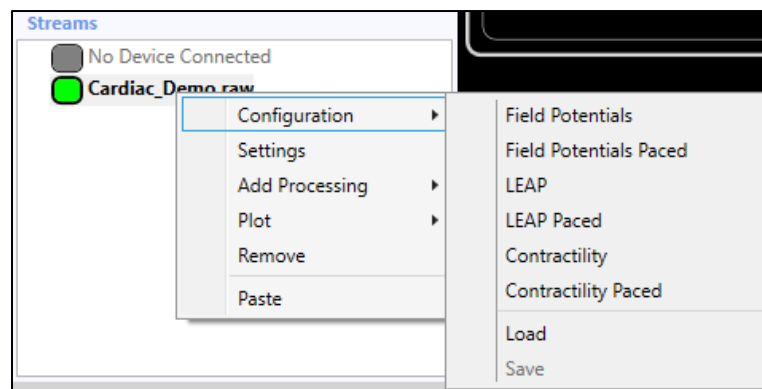 Streams
No Device Connected
Cardiac_Demo.raw
Configuration
Settings
Add Processing
Plot
Remove
Paste
Field Potentials
Field Potentials Paced
LEAP
LEAP Paced
Contractility
Contractility Paced
Load
Save